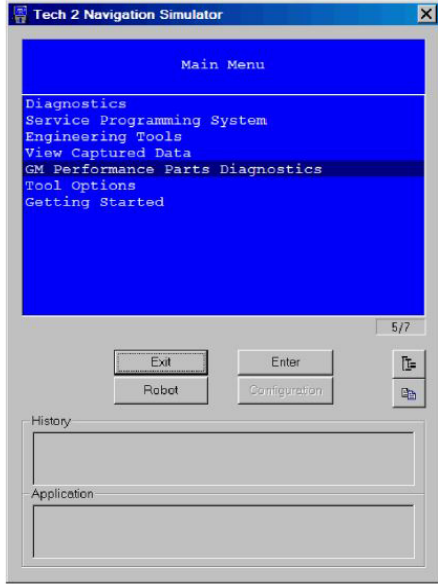 Tech 2 Navigation Simulator
Main Menu
Diagnostics
Service Programming System
Engineering Tools
View Captured Data
GM Performance Parts Diagnostics
Tool Options
Getting Started
5/7
Exit
Enter
Robot
Configuration
History
Application